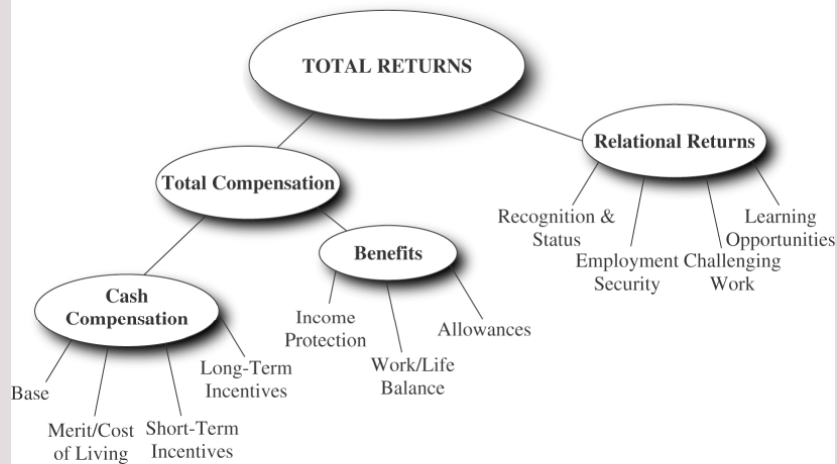 TOTAL RETURNS
Relational Returns
Total Compensation
Recognition &
Status
Learning
Opportunities
Employment
Security
Challenging
Work
Benefits
Cash
Compensation
Income
Protection
Allowances
Work/Life
Balance
Long-Term
Incentives
Base
Merit/Cost
of Living
Short-Term
Incentives